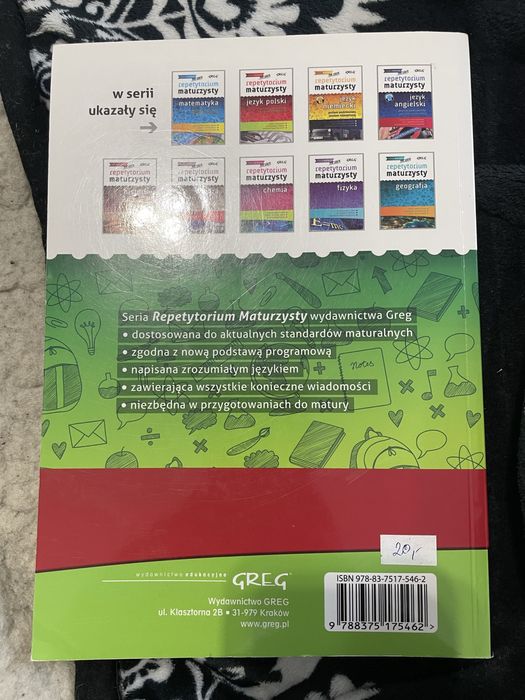 w serii
ukazały się
repetytorium
maturzysty
matematyka
repetytorium
maturzysty
język polski
repetytorium
maturzysty
język
niemiecki
repetytorium
maturzysty
język
angielski
repetytorium
maturzysty
repetytorium
maturzysty
repetytorium
maturzysty
chemia
repetytorium
maturzysty
fizyka
E=mc
repetytorium
maturzysty
geografia
Seria Repetytorium Maturzysty wydawnictwa Greg
• dostosowana do aktualnych standardów maturalnych
• zgodna z nową podstawą programową
• napisana zrozumiałym językiem
• zawierająca wszystkie konieczne wiadomości
• niezbędna w przygotowaniach do matury
Notes
20,-
wydawnictwo edukacyjne GREG
Wydawnictwo GREG
ul. Klasztorna 2B • 31-979 Kraków
www.greg.pl
ISBN 978-83-7517-546-2
9 788375 175462 >